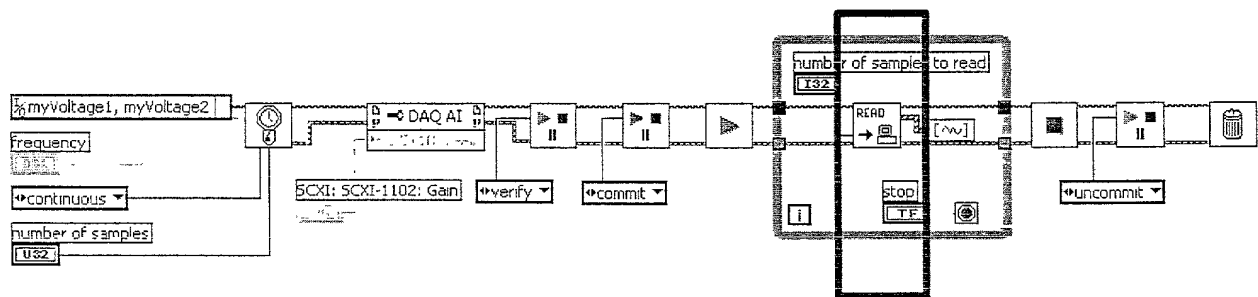 number of samples to read
I32
I/O myVoltage1, myVoltage2
DAQ AI
READ
frequency
continuous
SCXI: SCXI-1102: Gain
verify
commit
stop
TF
i
uncommit
number of samples
U32